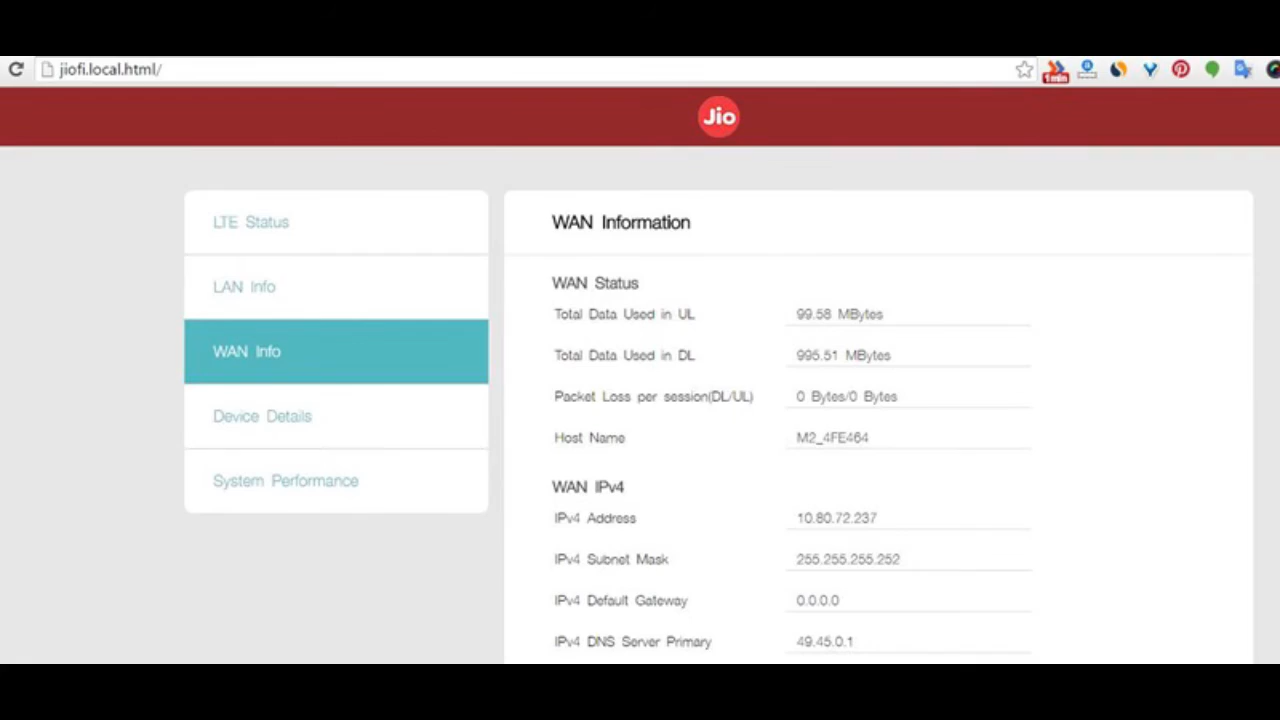 jiofi.local.html/
1 min
Jio
LTE Status
LAN Info
WAN Info
Device Details
System Performance
WAN Information
WAN Status
Total Data Used in UL 99.58 MBytes
Total Data Used in DL 995.51 MBytes
Packet Loss per session(DL/UL) 0 Bytes/0 Bytes
Host Name M2_4FE464
WAN IPv4
IPv4 Address 10.80.72.237
IPv4 Subnet Mask 255.255.255.252
IPv4 Default Gateway 0.0.0.0
IPv4 DNS Server Primary 49.45.0.1